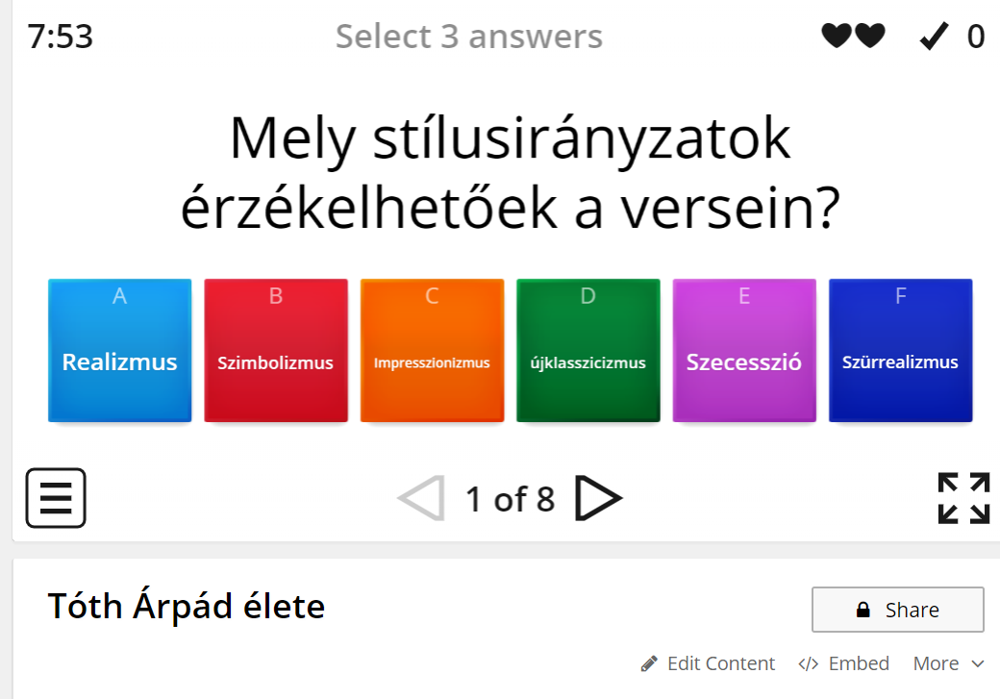 7:53 Select 3 answers 0
Mely stílusirányzatok
érzékelhetőek a versein?
A B C D E F
Realizmus Szimbolizmus Impresszionizmus újklasszicizmus Szecesszió Szürrealizmus
1 of 8
Tóth Árpád élete Share
Edit Content Embed More